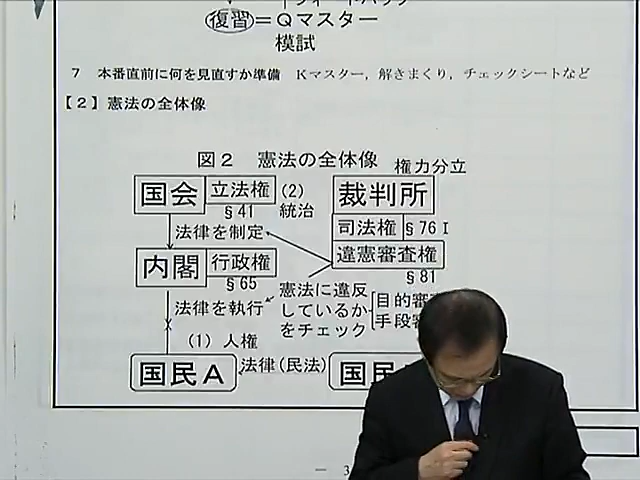 復習＝Ｑマスター
模試
７ 本番直前に何を見直すか準備 Ｋマスター，解きまくり，チェックシートなど
【２】憲法の全体像
図２ 憲法の全体像 権力分立
国会 立法権 (２) 裁判所
§41 統治
法律を制定 司法権 §76Ⅰ
内閣 行政権 違憲審査権
§65 §81
憲法に違反 目的審
法律を執行 しているか 手段審
をチェック
(１) 人権
国民Ａ 法律(民法) 国民
－ 3